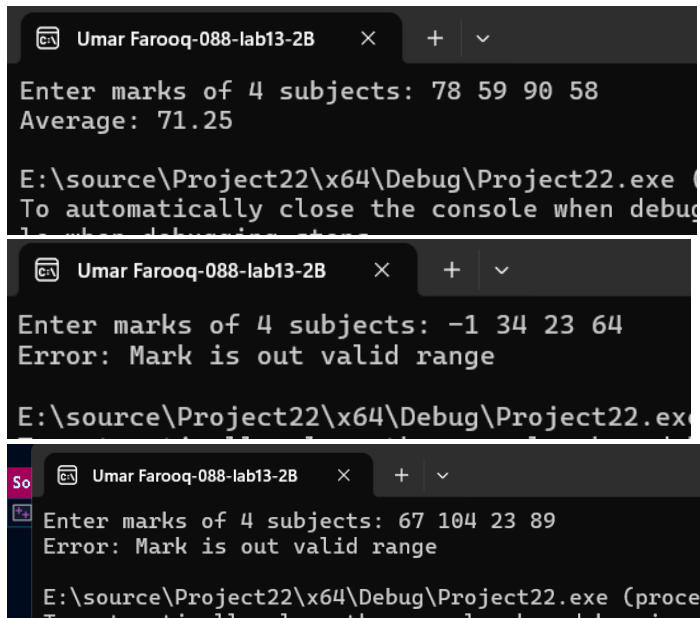 Umar Farooq-088-lab13-2B
Enter marks of 4 subjects: 78 59 90 58
Average: 71.25
E:\source\Project22\x64\Debug\Project22.exe (
To automatically close the console when debug
le when debugging stops
Umar Farooq-088-lab13-2B
Enter marks of 4 subjects: -1 34 23 64
Error: Mark is out valid range
E:\source\Project22\x64\Debug\Project22.exe
Umar Farooq-088-lab13-2B
So
Enter marks of 4 subjects: 67 104 23 89
Error: Mark is out valid range
E:\source\Project22\x64\Debug\Project22.exe (proce